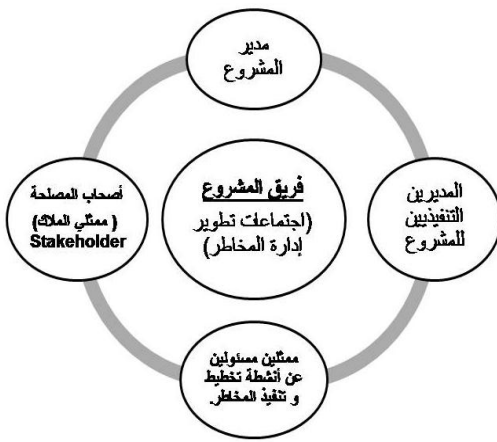 مدير
المشروع
المديرين
التنفيذيين
للمشروع
فريق المشروع
(اجتماعات تطوير
إدارة المخاطر)
أصحاب المصلحة
( ممثلي الملاك)
Stakeholder
ممثلين مسئولين
عن أنشطة تخطيط
و تنفيذ المخاطر.